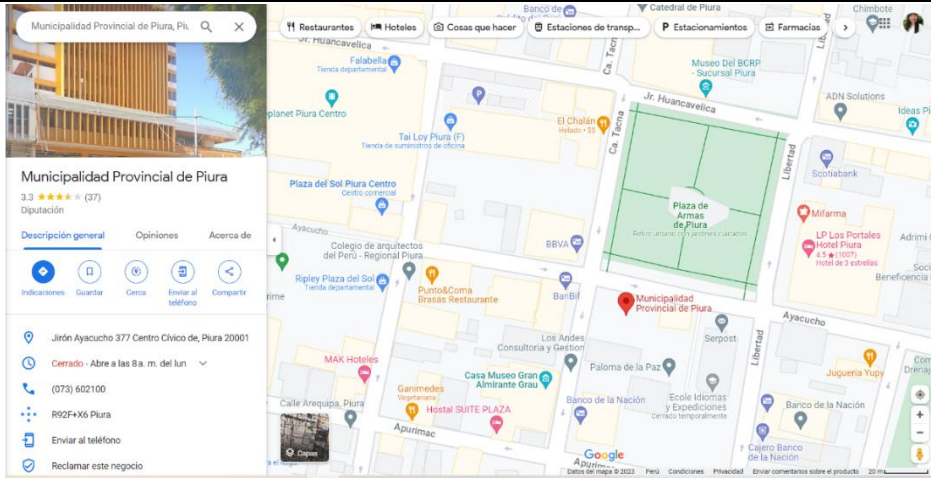 Municipalidad Provincial de Piura, Piu
Municipalidad Provincial de Piura
3.3 (37)
Diputación
Descripción general
Opiniones
Acerca de
Indicaciones
Guardar
Cerca
Enviar al
teléfono
Compartir
Jirón Ayacucho 377 Centro Cívico de, Piura 20001
Cerrado · Abre a las 8 a. m. del lun
(073) 602100
R92F+X6 Piura
Enviar al teléfono
Reclamar este negocio
Restaurantes
Hoteles
Cosas que hacer
Estaciones de transp...
Estacionamientos
Farmacias
Banco de
Catedral de Piura
Chimbote
Jr. Huancavelica
Falabella
Tienda departamental
Ca. Tacna
Museo Del BCRP
- Sucursal Piura
planet Piura Centro
ADN Solutions
Ideas Pi
Jr. Huancavelica
El Chalán
Helado · $$
Ca. Tacna
Tai Loy Piura (F)
Tienda de suministros
de oficina
Libertad
Scotiabank
Plaza del Sol Piura Centro
Centro comercial
Plaza de
Armas
de Piura
Retiro urbano con jardines cuidados
Mifarma
LP Los Portales
Hotel Piura
4.5 (1007)
Hotel de 3 estrellas
Adrimi
Ayacucho
Colegio de arquitectos
del Perú - Regional Piura
BBVA
Soci
Beneficencia
Ripley Plaza del Sol
Tienda departamental
Punto&Coma
Brasas Restaurante
BanBif
Municipalidad
Provincial de Piura
Ayacucho
Serpost
Libertad
Los Andes
Consultoria y Gestion
MAK Hoteles
Casa Museo Gran
Almirante Grau
Paloma de la Paz
Jugueria Yupy
Com
Drenaj
Ganimedes
Vegetariana
Calle Arequipa, Piura
Hostal SUITE PLAZA
Banco de la Nación
Ecole Idiomas
y Expediciones
Cerrado temporalmente
Banco de la Nación
Apurimac
Capas
Google
Apurimac
Cajero Banco
de la Nación
Datos del mapa © 2023 Perú Condiciones Privacidad Enviar comentarios sobre el producto 20 m